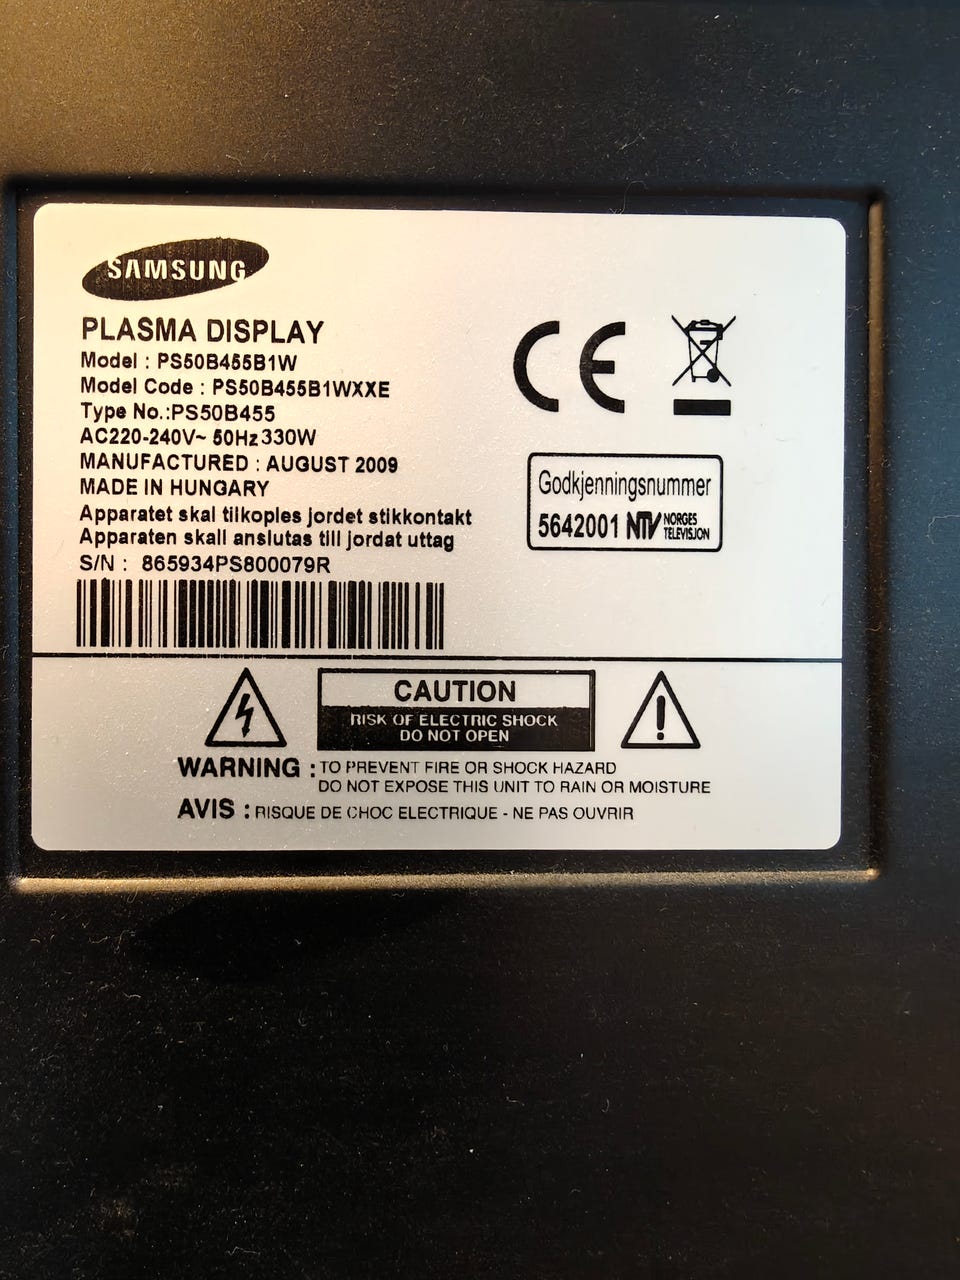 SAMSUNG
PLASMA DISPLAY
Model : PS50B455B1W
Model Code : PS50B455B1WXXE
Type No.:PS50B455
AC220-240V~ 50Hz 330W
MANUFACTURED : AUGUST 2009
MADE IN HUNGARY
Apparatet skal tilkoples jordet stikkontakt
Apparaten skall anslutas till jordat uttag
S/N : 865934PS800079R
CE
Godkjenningsnummer
5642001 NTV NORGES
TELEVISJON
CAUTION
RISK OF ELECTRIC SHOCK
DO NOT OPEN
WARNING : TO PREVENT FIRE OR SHOCK HAZARD
DO NOT EXPOSE THIS UNIT TO RAIN OR MOISTURE
AVIS : RISQUE DE CHOC ELECTRIQUE - NE PAS OUVRIR